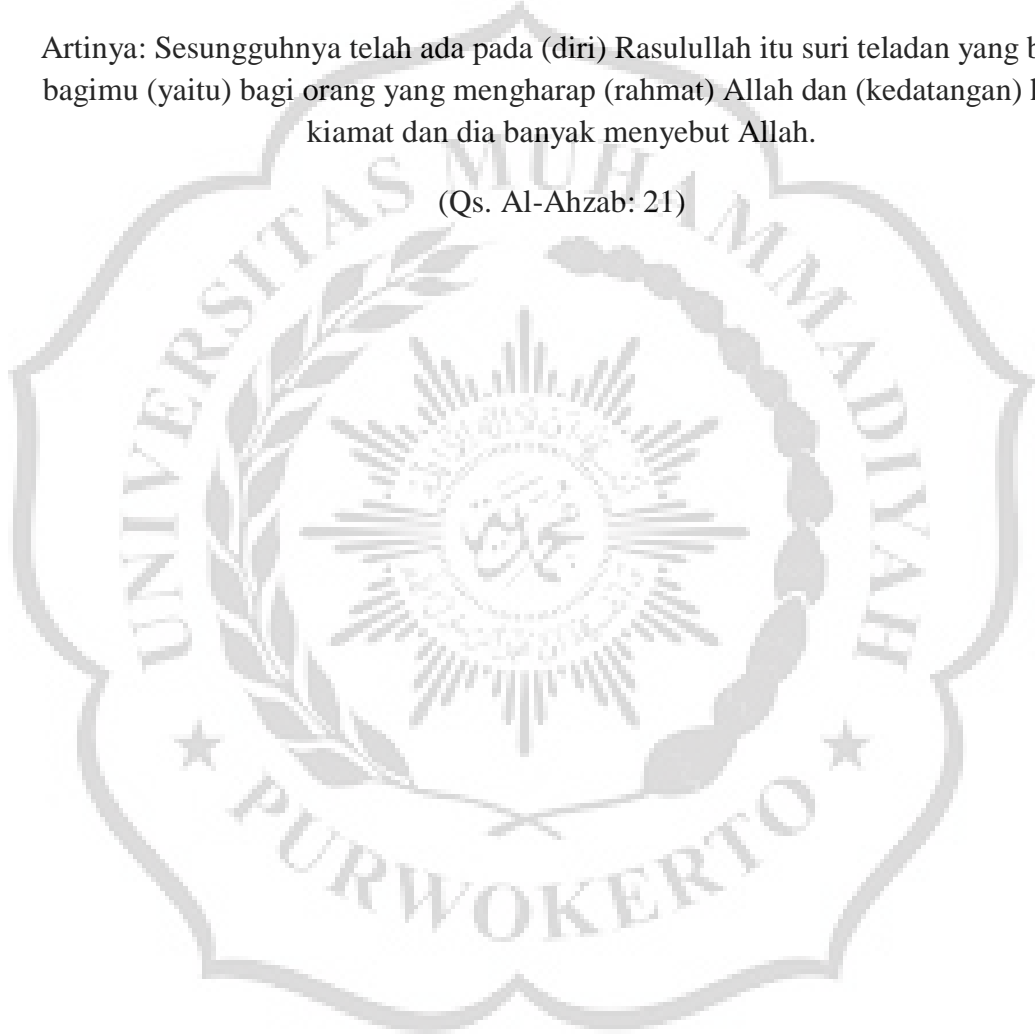 Artinya: Sesungguhnya telah ada pada (diri) Rasulullah itu suri teladan yang
bagimu (yaitu) bagi orang yang mengharap (rahmat) Allah dan (kedatangan)
kiamat dan dia banyak menyebut Allah.
(Qs. Al-Ahzab: 21)
UNIVERSITAS MUHAMMADIYAH
PURWOKERTO